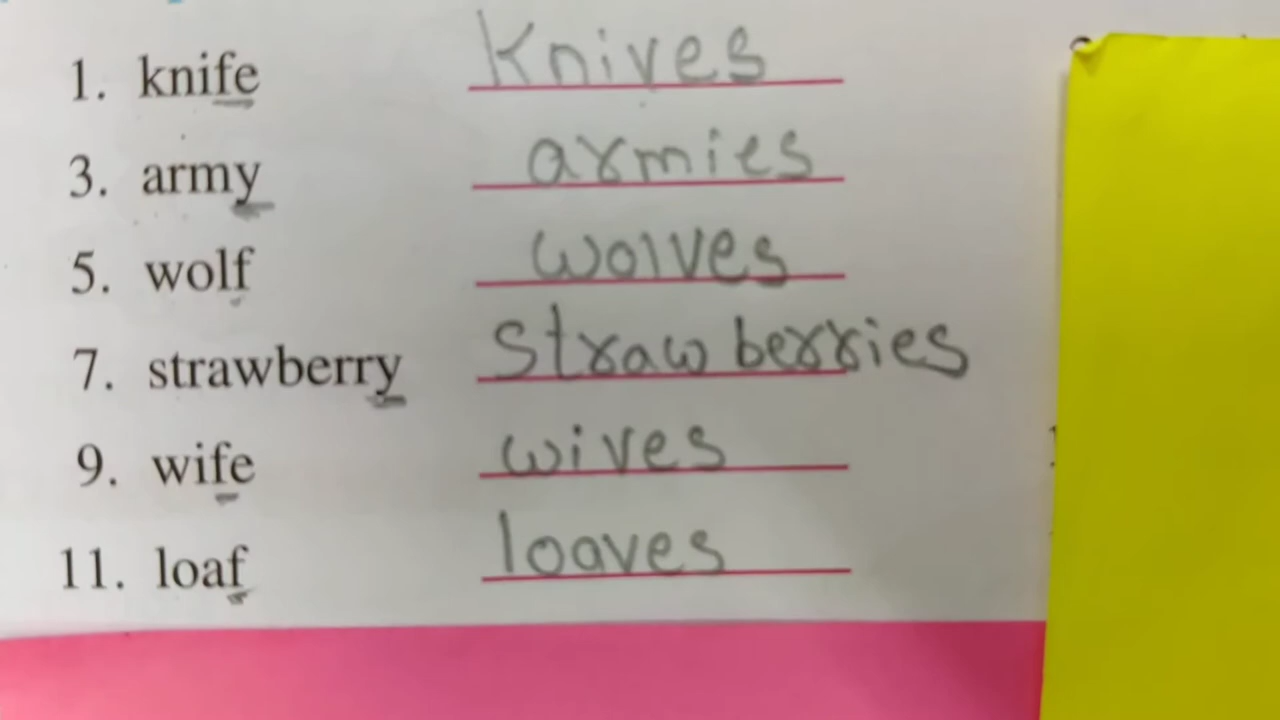 1. knife Knives
3. army armies
5. wolf wolves
7. strawberry strawberries
9. wife wives
11. loaf loaves